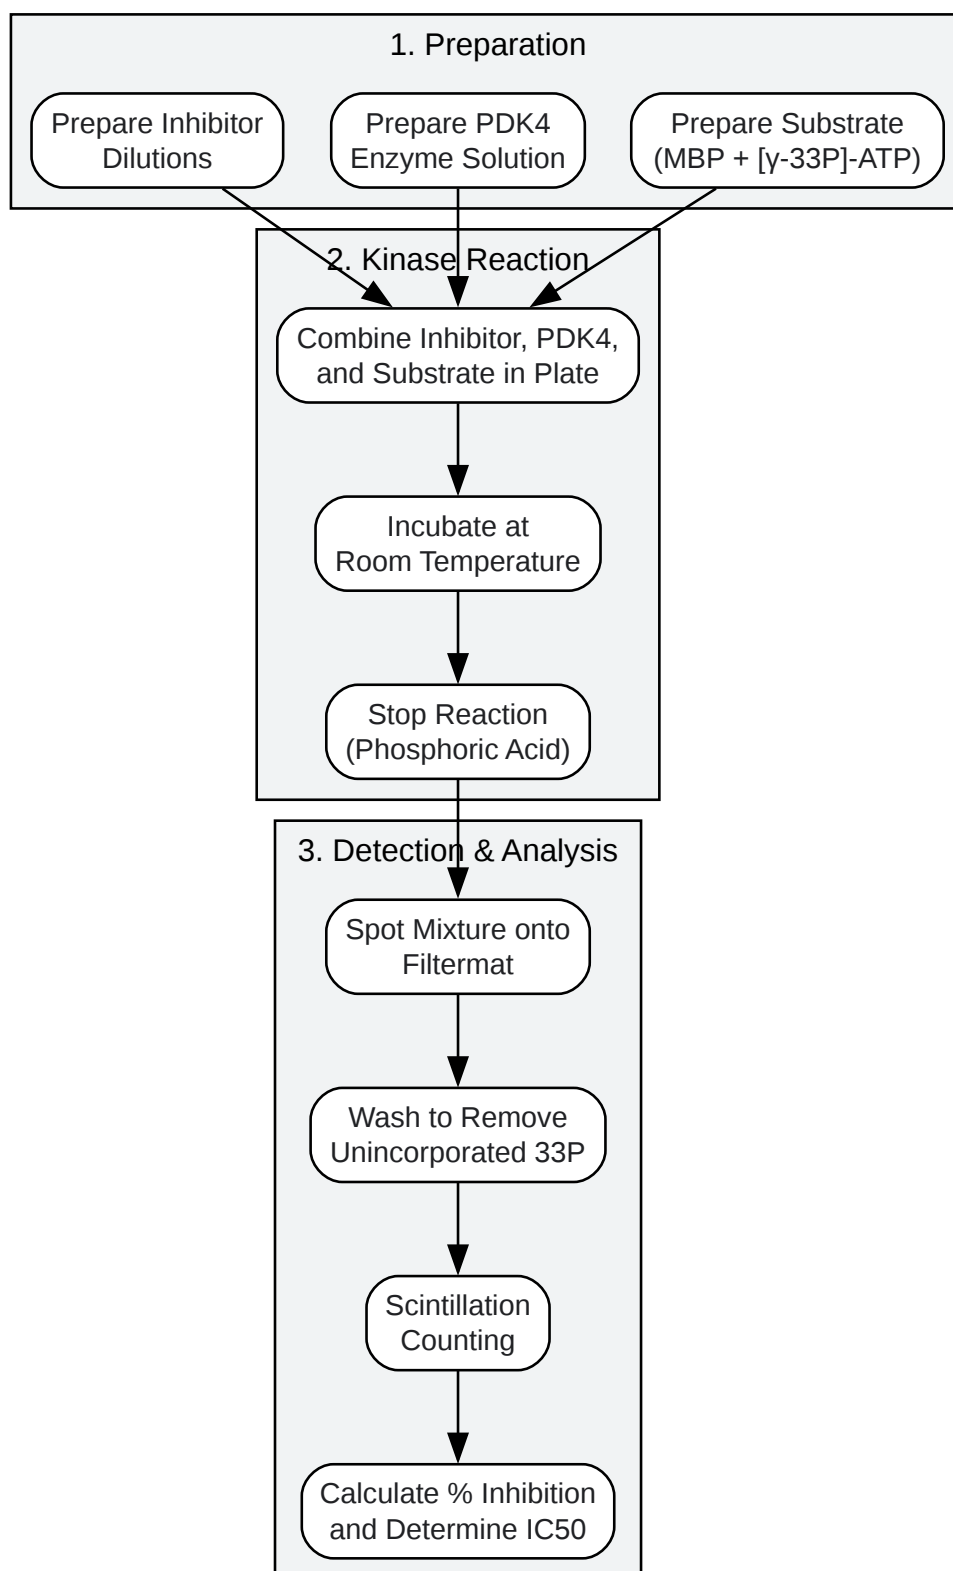 1. Preparation
Prepare Inhibitor
Dilutions
Prepare PDK4
Enzyme Solution
Prepare Substrate
(MBP + [γ-33P]-ATP)
2. Kinase Reaction
Combine Inhibitor, PDK4,
and Substrate in Plate
Incubate at
Room Temperature
Stop Reaction
(Phosphoric Acid)
3. Detection & Analysis
Spot Mixture onto
Filtermat
Wash to Remove
Unincorporated 33P
Scintillation
Counting
Calculate % Inhibition
and Determine IC50